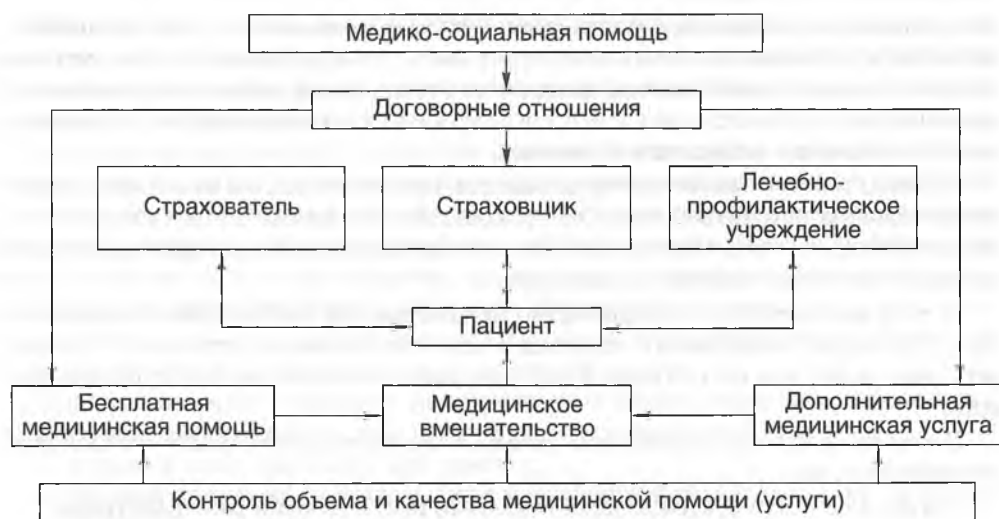 Медико-социальная помощь
Договорные отношения
Страхователь
Страховщик
Лечебно-
профилактическое
учреждение
Пациент
Бесплатная
медицинская помощь
Медицинское
вмешательство
Дополнительная
медицинская услуга
Контроль объема и качества медицинской помощи (услуги)